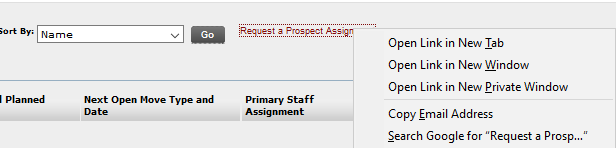 Sort By: Name Go Request a Prospect Assign
Open Link in New Tab
Open Link in New Window
Open Link in New Private Window
Copy Email Address
Search Google for “Request a Prosp...”
Planned Next Open Move Type and Date Primary Staff Assignment